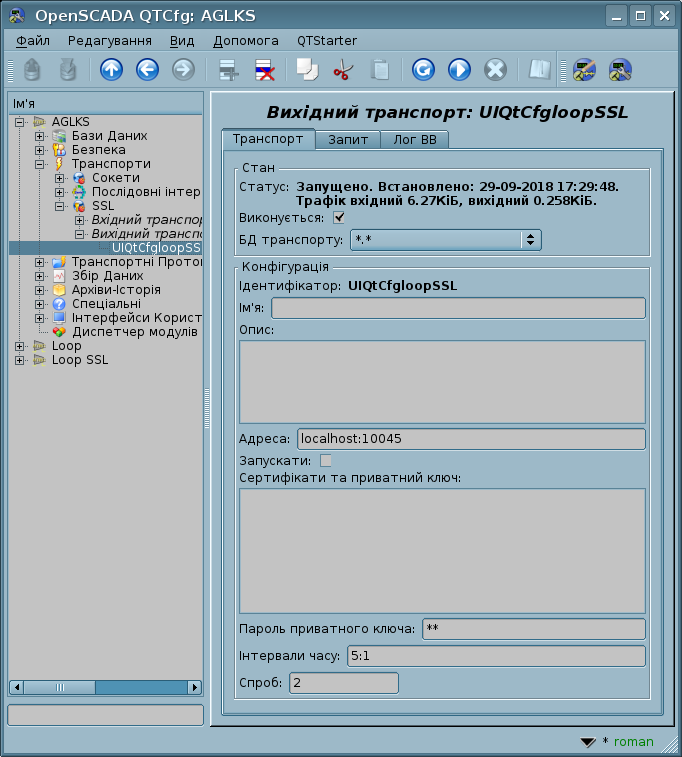 OpenSCADA QTCfg: AGLKS
Файл Редагування Вид Допомога QTStarter
Ім'я
AGLKS
Бази Даних
Безпека
Транспорти
Сокети
Послідовні інтер
SSL
Вхідний транспор
Вихідний трансп
UIQtCfgloopSS
Транспортні Прото
Збір Даних
Архіви-Історія
Спеціальні
Інтерфейси Корист
Диспетчер модулів
Loop
Loop SSL
Вихідний транспорт: UIQtCfgloopSSL
Транспорт Запит Лог ВВ
Стан
Статус: Запущено. Встановлено: 29-09-2018 17:29:48.
Трафік вхідний 6.27KiБ, вихідний 0.258KiБ.
Виконується:
БД транспорту: *.*
Конфігурація
Ідентифікатор: UIQtCfgloopSSL
Ім'я:
Опис:
Адреса: localhost:10045
Запускати:
Сертифікати та приватний ключ:
Пароль приватного ключа: **
Інтервали часу: 5:1
Спроб: 2
* roman